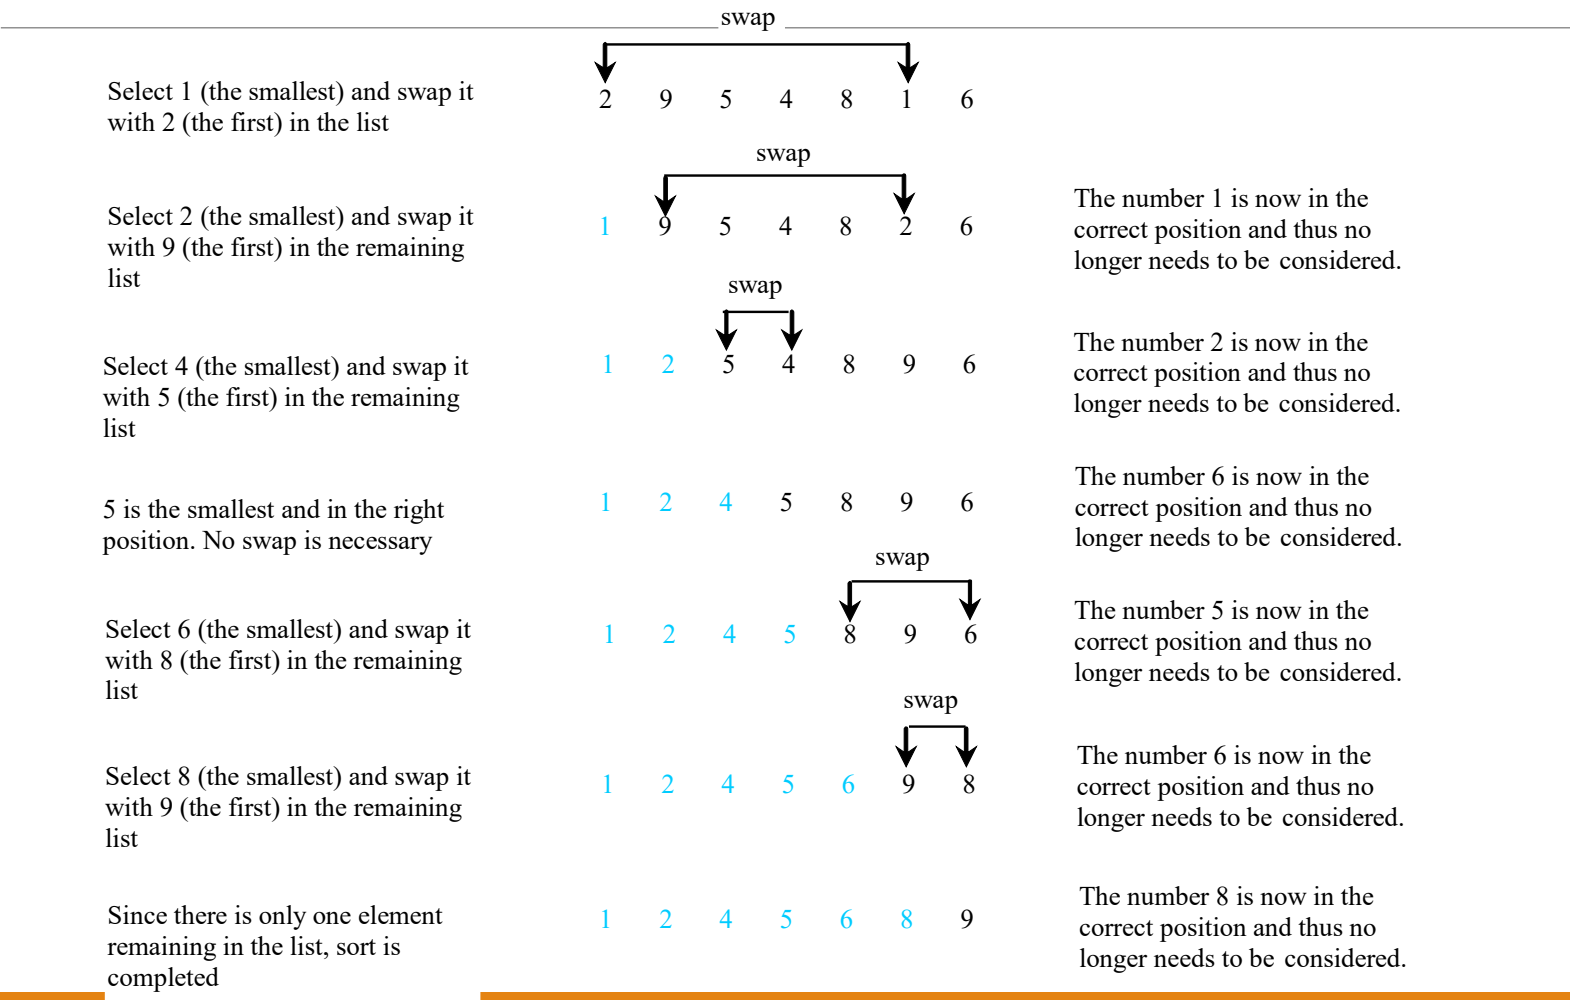 swap
Select 1 (the smallest) and swap it
with 2 (the first) in the list
2 9 5 4 8 1 6
swap
Select 2 (the smallest) and swap it
with 9 (the first) in the remaining
list
1 9 5 4 8 2 6
The number 1 is now in the
correct position and thus no
longer needs to be considered.
swap
Select 4 (the smallest) and swap it
with 5 (the first) in the remaining
list
1 2 5 4 8 9 6
The number 2 is now in the
correct position and thus no
longer needs to be considered.
5 is the smallest and in the right
position. No swap is necessary
1 2 4 5 8 9 6
The number 6 is now in the
correct position and thus no
longer needs to be considered.
swap
Select 6 (the smallest) and swap it
with 8 (the first) in the remaining
list
1 2 4 5 8 9 6
The number 5 is now in the
correct position and thus no
longer needs to be considered.
swap
Select 8 (the smallest) and swap it
with 9 (the first) in the remaining
list
1 2 4 5 6 9 8
The number 6 is now in the
correct position and thus no
longer needs to be considered.
Since there is only one element
remaining in the list, sort is
completed
1 2 4 5 6 8 9
The number 8 is now in the
correct position and thus no
longer needs to be considered.